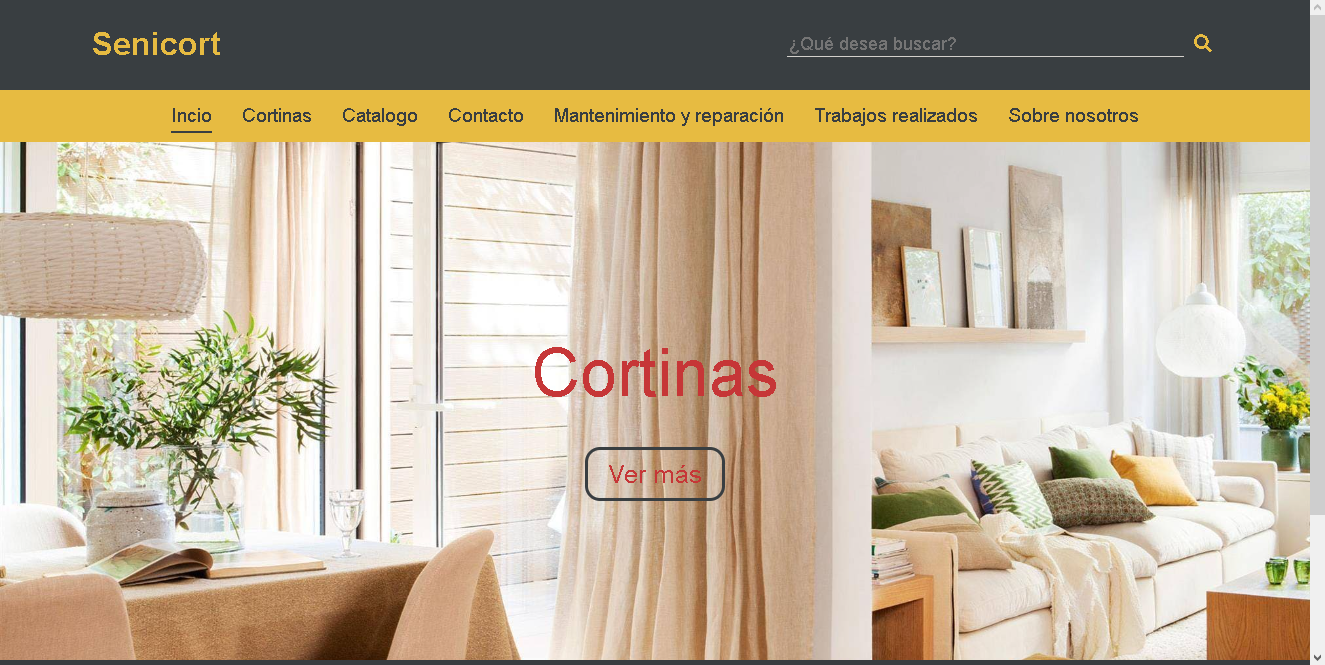 Senicort
¿Qué desea buscar?
Incio Cortinas Catalogo Contacto Mantenimiento y reparación Trabajos realizados Sobre nosotros
Cortinas
Ver más